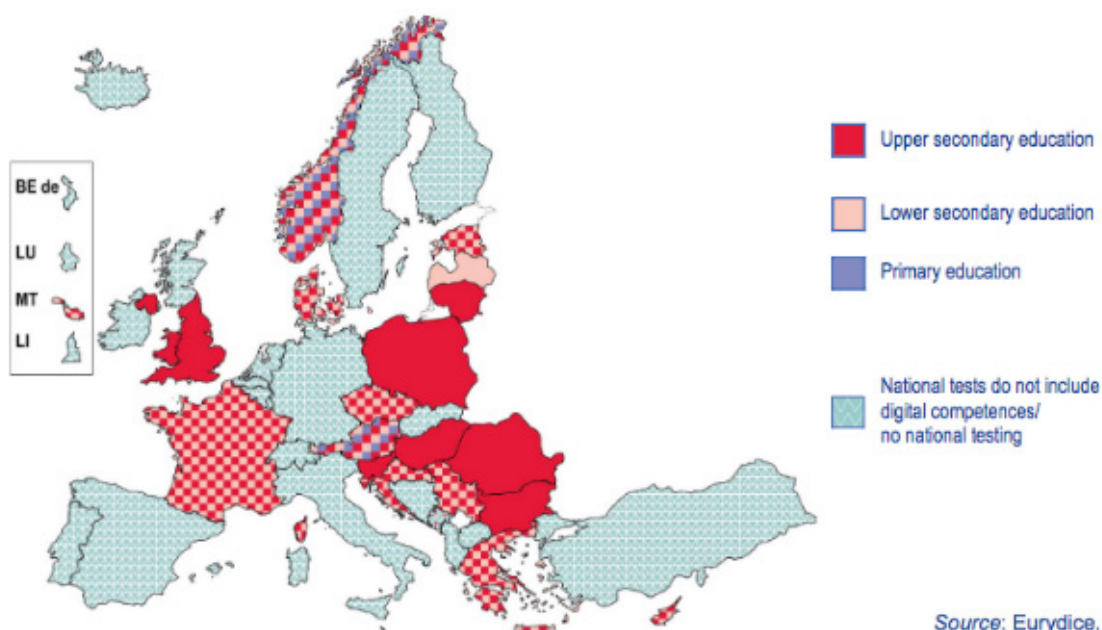 BE de
LU
MT
LI
Upper secondary education
Lower secondary education
Primary education
National tests do not include
digital competences/
no national testing
Source: Eurydice.